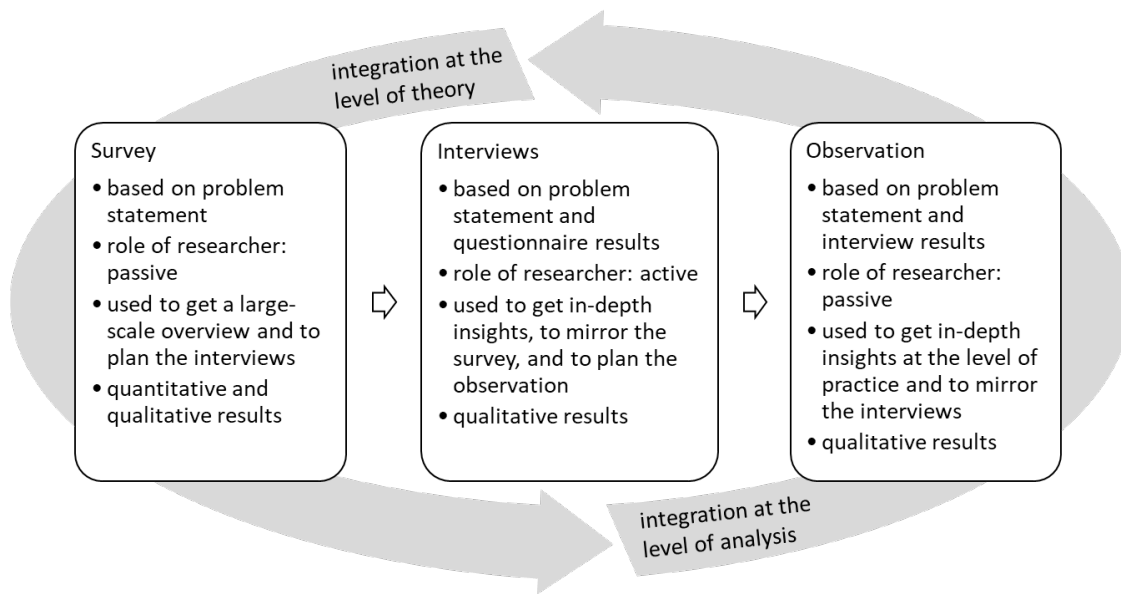 integration at the
level of theory
Survey
• based on problem
statement
• role of researcher:
passive
• used to get a large-
scale overview and to
plan the interviews
• quantitative and
qualitative results
Interviews
• based on problem
statement and
questionnaire results
• role of researcher: active
• used to get in-depth
insights, to mirror the
survey, and to plan the
observation
• qualitative results
Observation
• based on problem
statement and
interview results
• role of researcher:
passive
• used to get in-depth
insights at the level of
practice and to mirror
the interviews
• qualitative results
integration at the
level of analysis